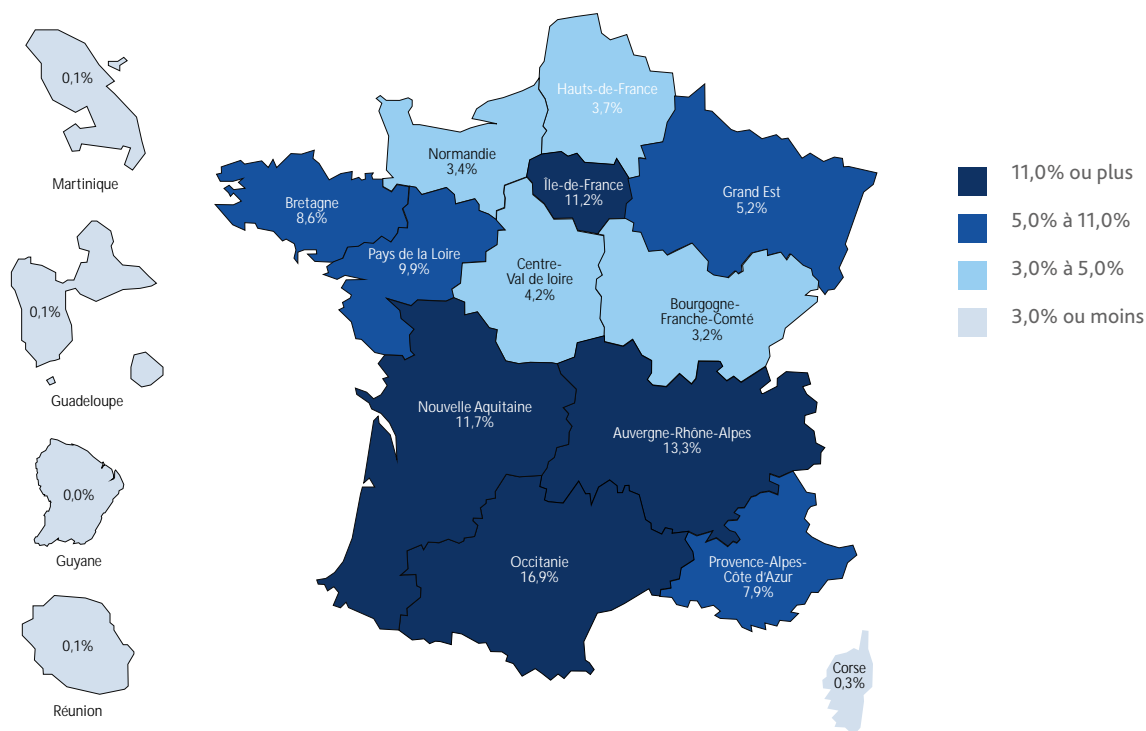 0,1%
Martinique
0,1%
Guadeloupe
0,0%
Guyane
0,1%
Réunion
Hauts-de-France
3,7%
Normandie
3,4%
Île-de-France
11,2%
Grand Est
5,2%
Bretagne
8,6%
Pays de la Loire
9,9%
Centre-
Val de loire
4,2%
Bourgogne-
Franche-Comté
3,2%
Nouvelle Aquitaine
11,7%
Auvergne-Rhône-Alpes
13,3%
Occitanie
16,9%
Provence-Alpes-
Côte d'Azur
7,9%
Corse
0,3%
11,0% ou plus
5,0% à 11,0%
3,0% à 5,0%
3,0% ou moins